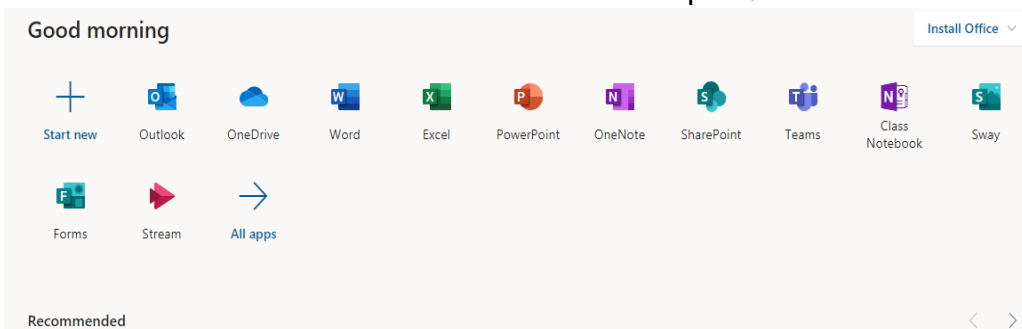 Good morning
Install Office
Start new
Outlook
OneDrive
Word
Excel
PowerPoint
OneNote
SharePoint
Teams
Class
Notebook
Sway
Forms
Stream
All apps
Recommended